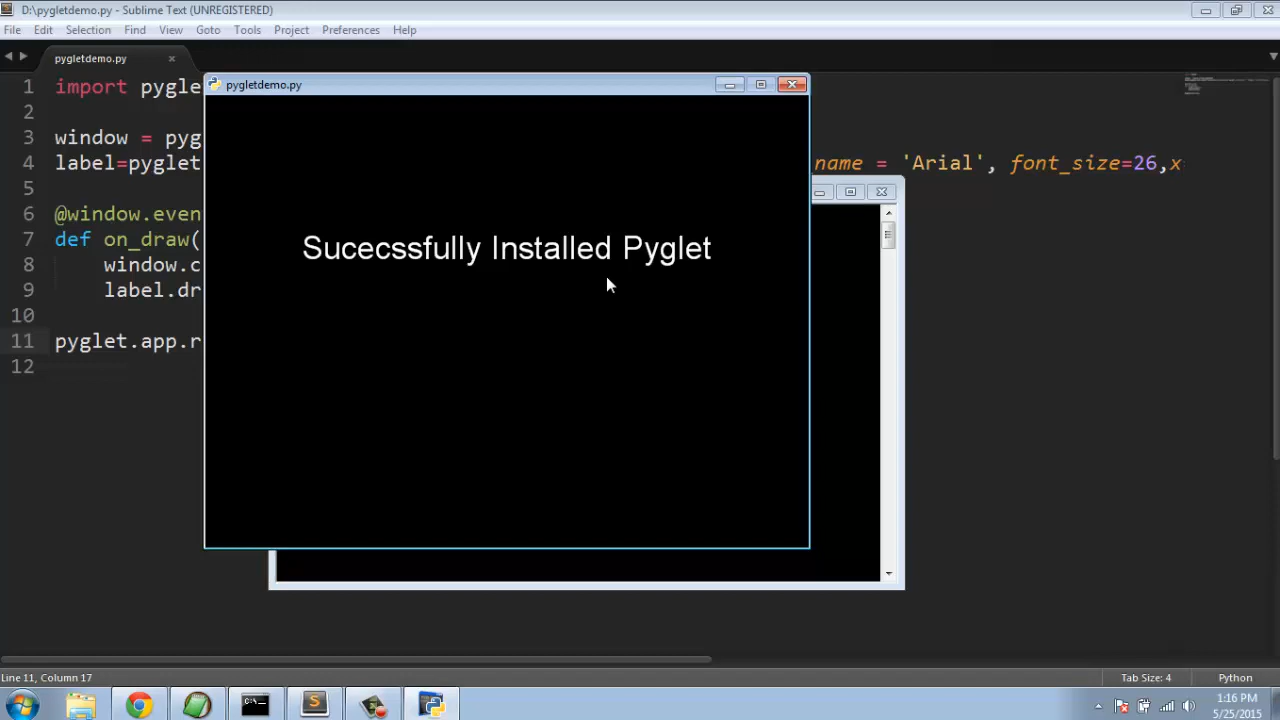 D:\pygletdemo.py - Sublime Text (UNREGISTERED)
File Edit Selection Find View Goto Tools Project Preferences Help
pygletdemo.py
pygletdemo.py
1 import pygle
2
3 window = pyg
4 label=pyglet name = 'Arial', font_size=26,x
5
6 @window.even
7 def on_draw(
8 window.c
9 label.dr
10
11 pyglet.app.r
12
Sucecssfully Installed Pyglet
Line 11, Column 17 Tab Size: 4 Python
1:16 PM
5/25/2015